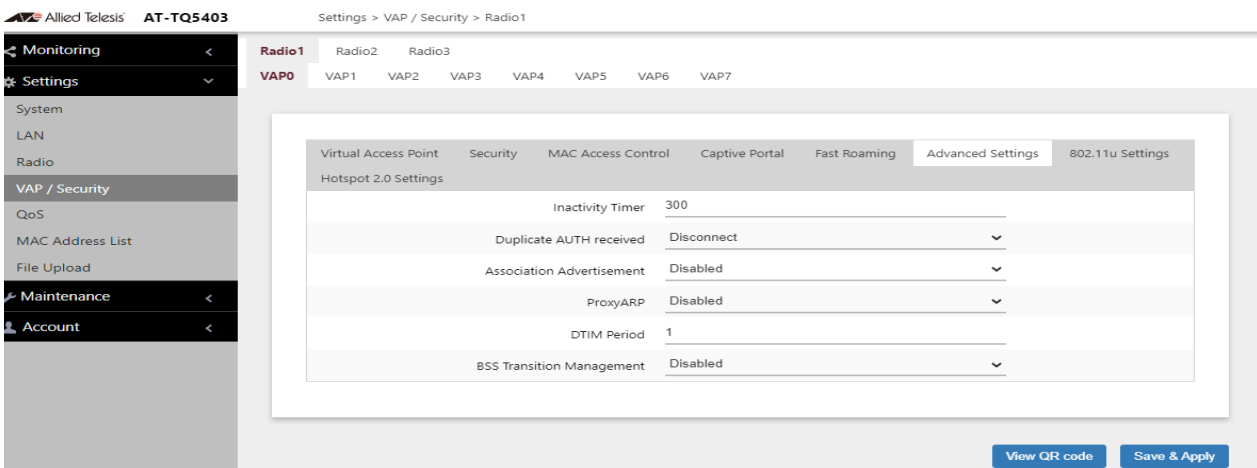 Allied Telesis AT-TQ5403 Settings > VAP / Security > Radio1
Monitoring
Settings
System
LAN
Radio
VAP / Security
QoS
MAC Address List
File Upload
Maintenance
Account
Radio1 Radio2 Radio3
VAP0 VAP1 VAP2 VAP3 VAP4 VAP5 VAP6 VAP7
Virtual Access Point Security MAC Access Control Captive Portal Fast Roaming Advanced Settings 802.11u Settings
Hotspot 2.0 Settings
Inactivity Timer 300
Duplicate AUTH received Disconnect
Association Advertisement Disabled
ProxyARP Disabled
DTIM Period 1
BSS Transition Management Disabled
View QR code Save & Apply